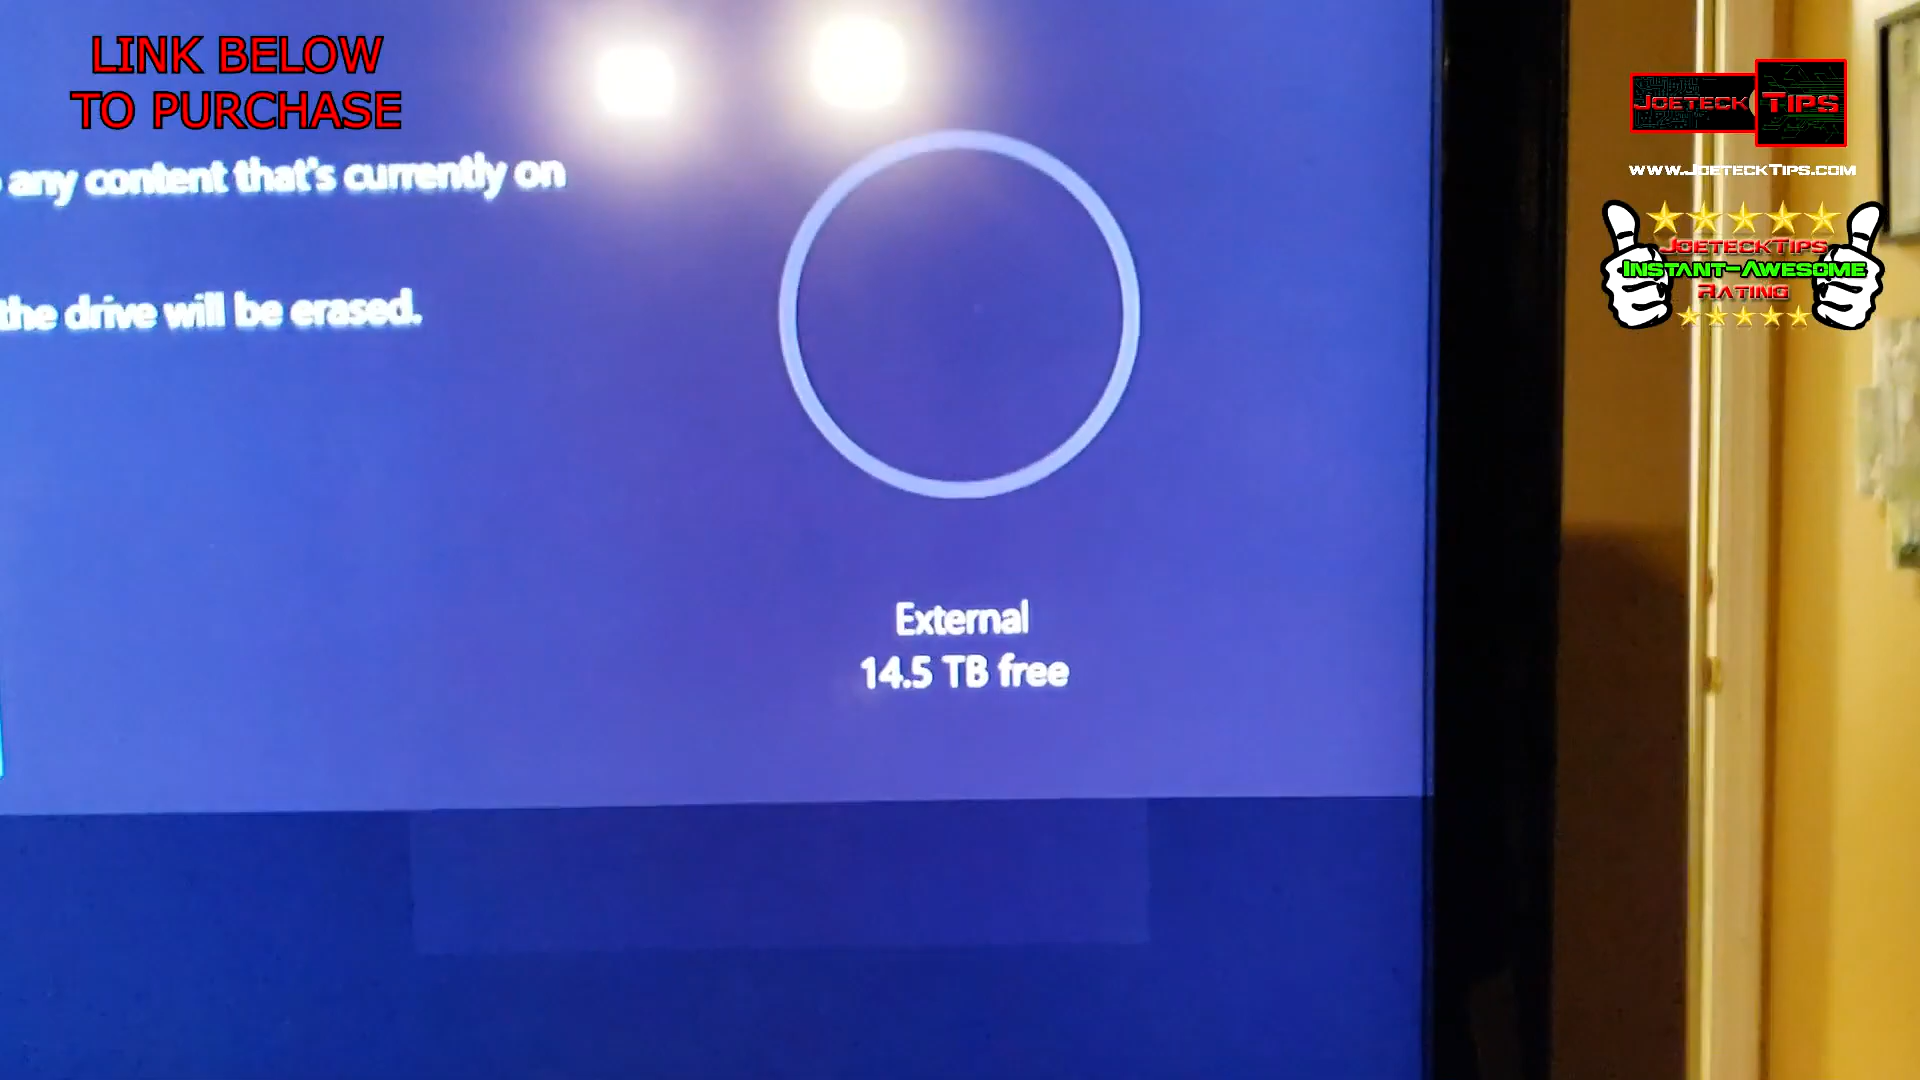 LINK BELOW
TO PURCHASE
any content that's currently on
the drive will be erased.
External
14.5 TB free
JOETECK TIPS
WWW.JOETECKTIPS.COM
JOETECKTIPS
INSTANT-AWESOME
RATING